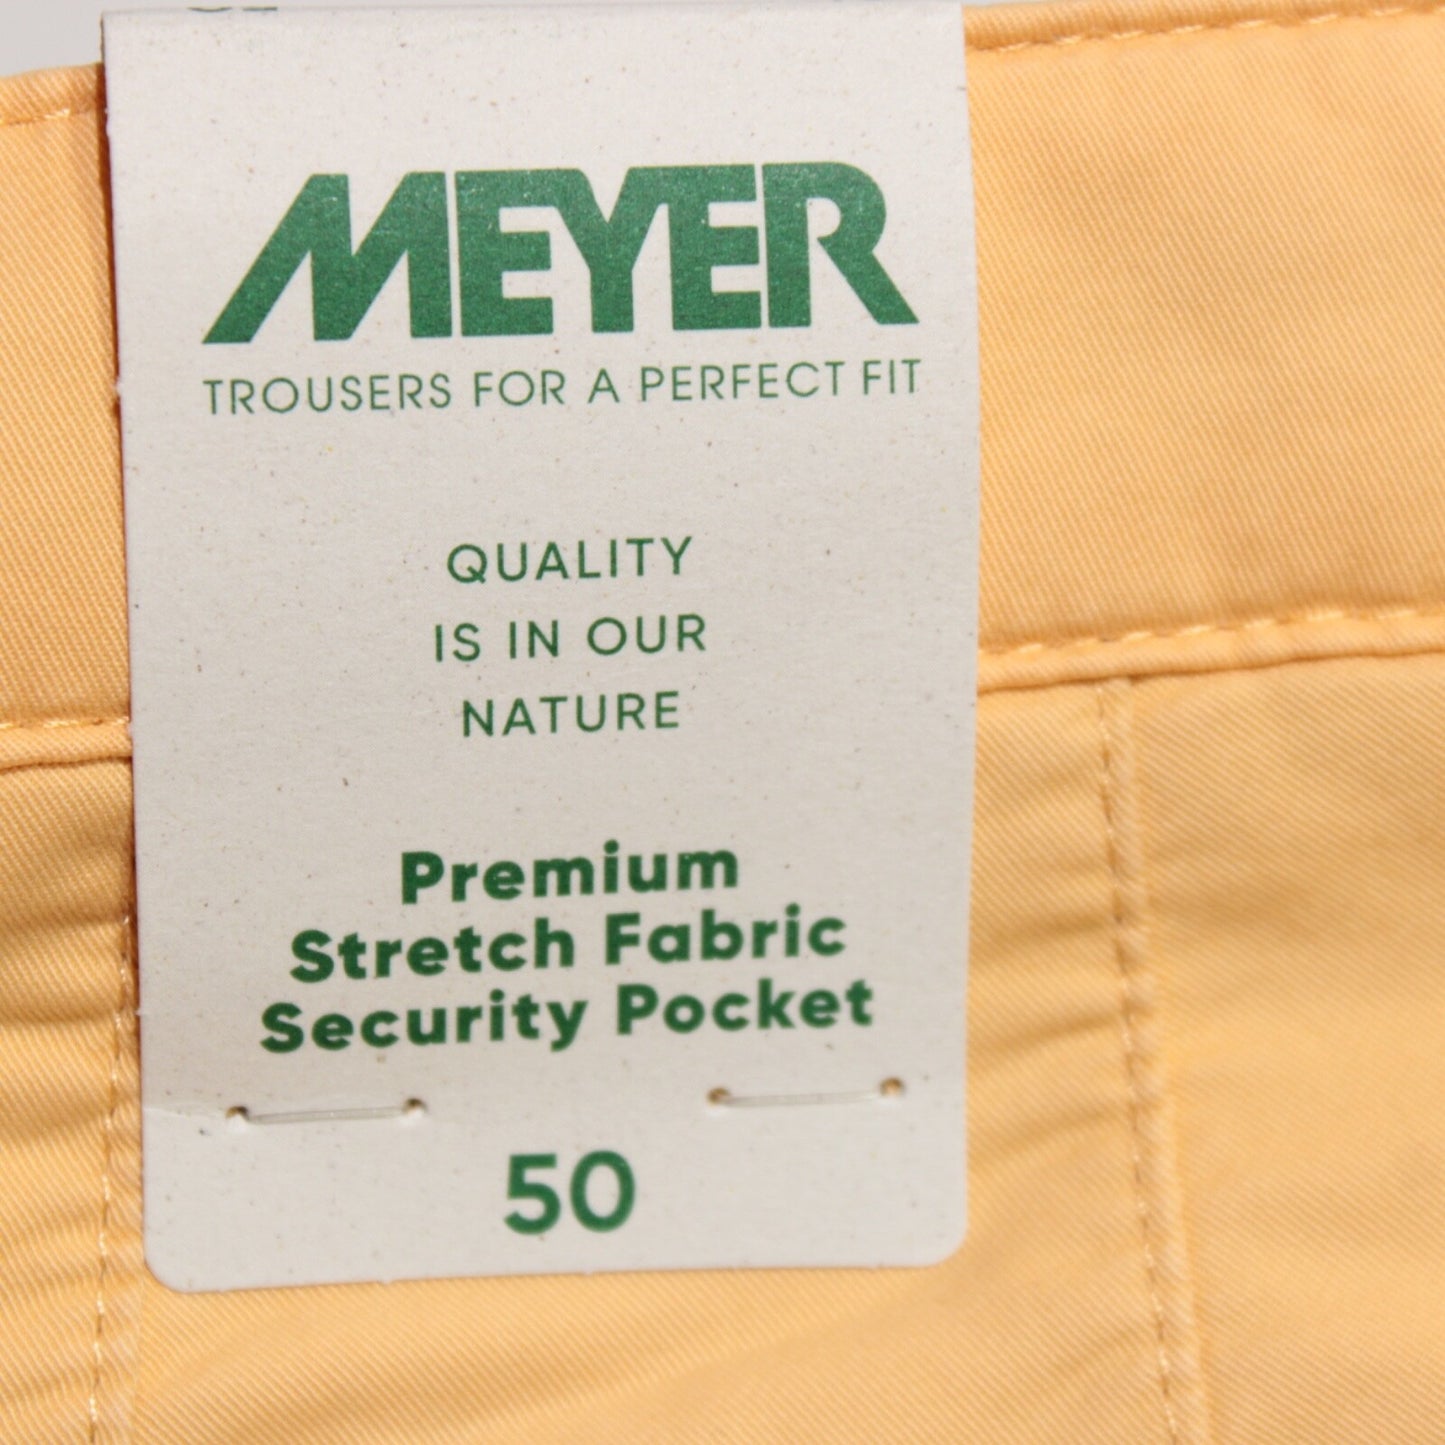 MEYER
TROUSERS FOR A PERFECT FIT
QUALITY
IS IN OUR
NATURE
Premium
Stretch Fabric
Security Pocket
50